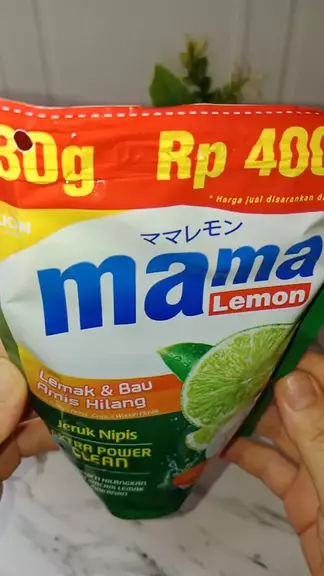 80g Rp 400
* Harga jual disarankan
ママレモン
mama
Lemon
Lemak & Bau
Amis Hilang
Jeruk Nipis
EXTRA POWER
CLEAN